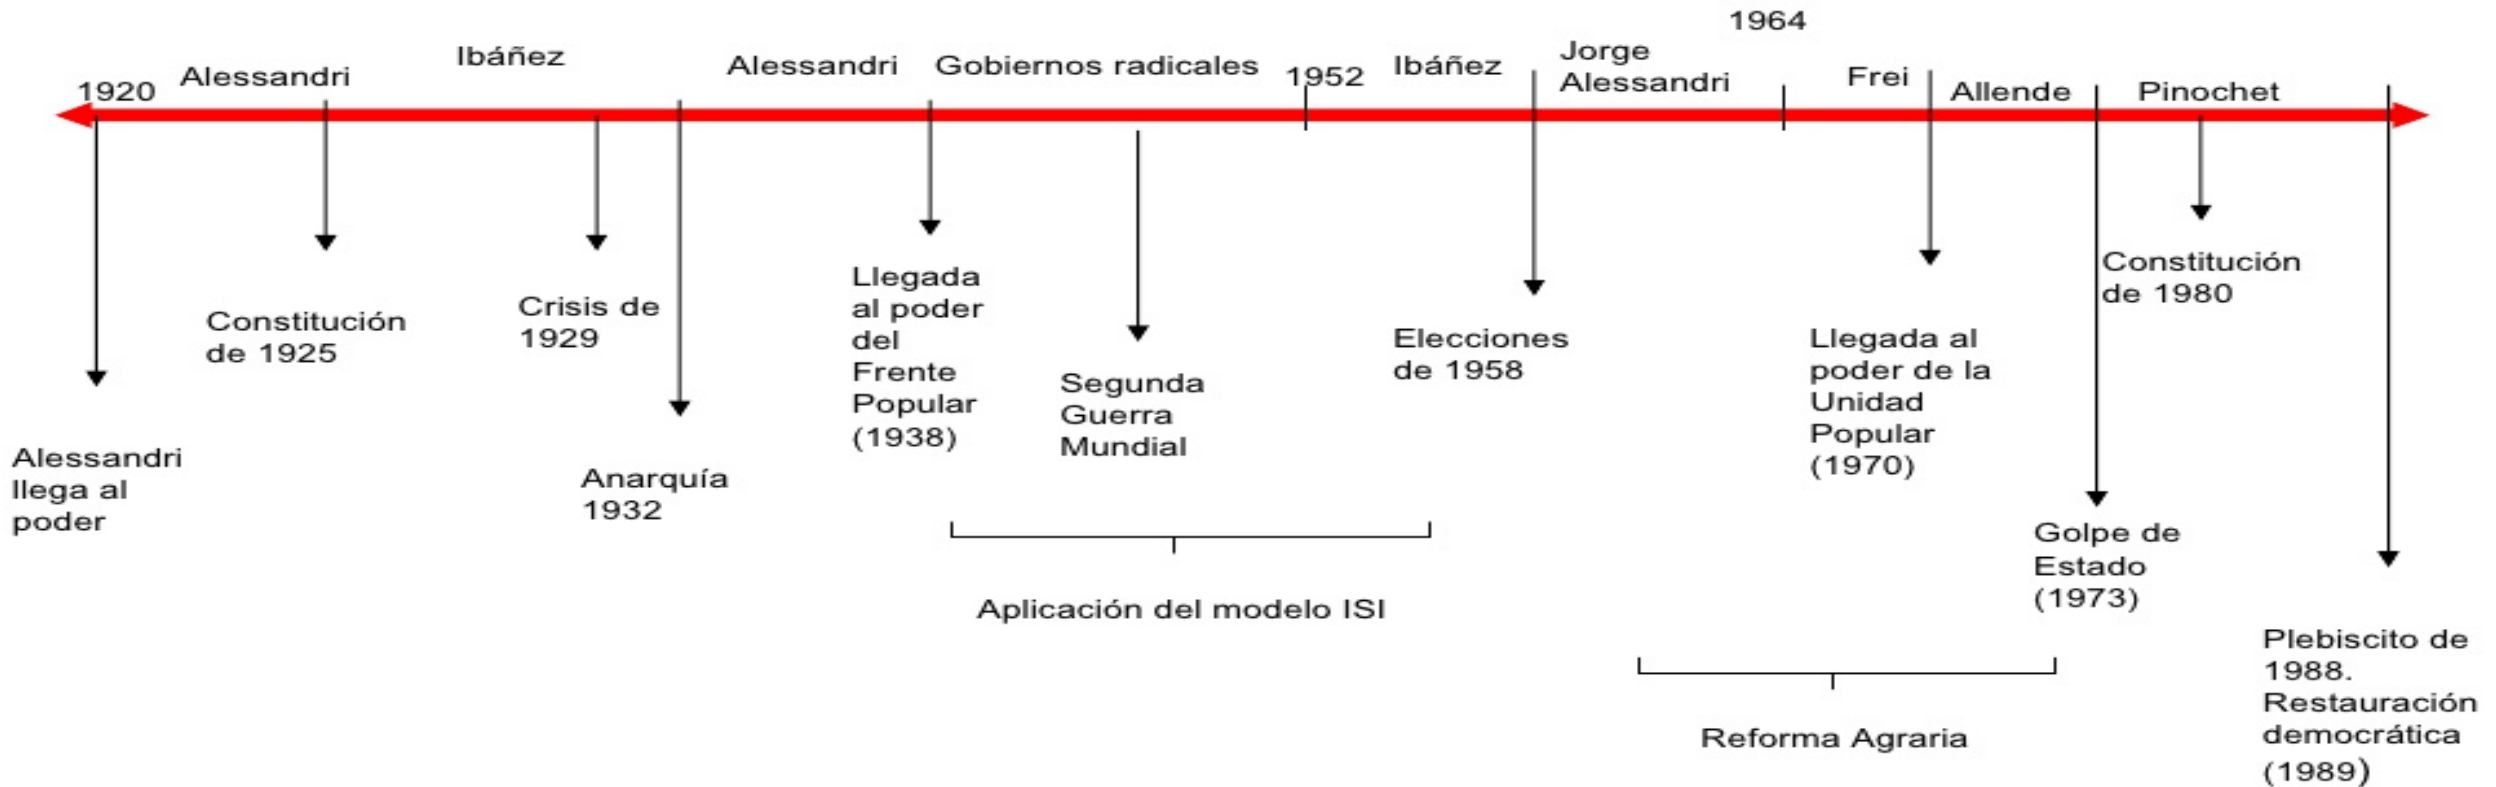 1920
Alessandri
Ibáñez
Alessandri
Gobiernos radicales
1952
Ibáñez
Jorge
Alessandri
1964
Frei
Allende
Pinochet
Alessandri
llega al
poder
Constitución
de 1925
Crisis de
1929
Anarquía
1932
Llegada
al poder
del
Frente
Popular
(1938)
Segunda
Guerra
Mundial
Aplicación del modelo ISI
Elecciones
de 1958
Llegada al
poder de la
Unidad
Popular
(1970)
Reforma Agraria
Golpe de
Estado
(1973)
Constitución
de 1980
Plebiscito de
1988.
Restauración
democrática
(1989)